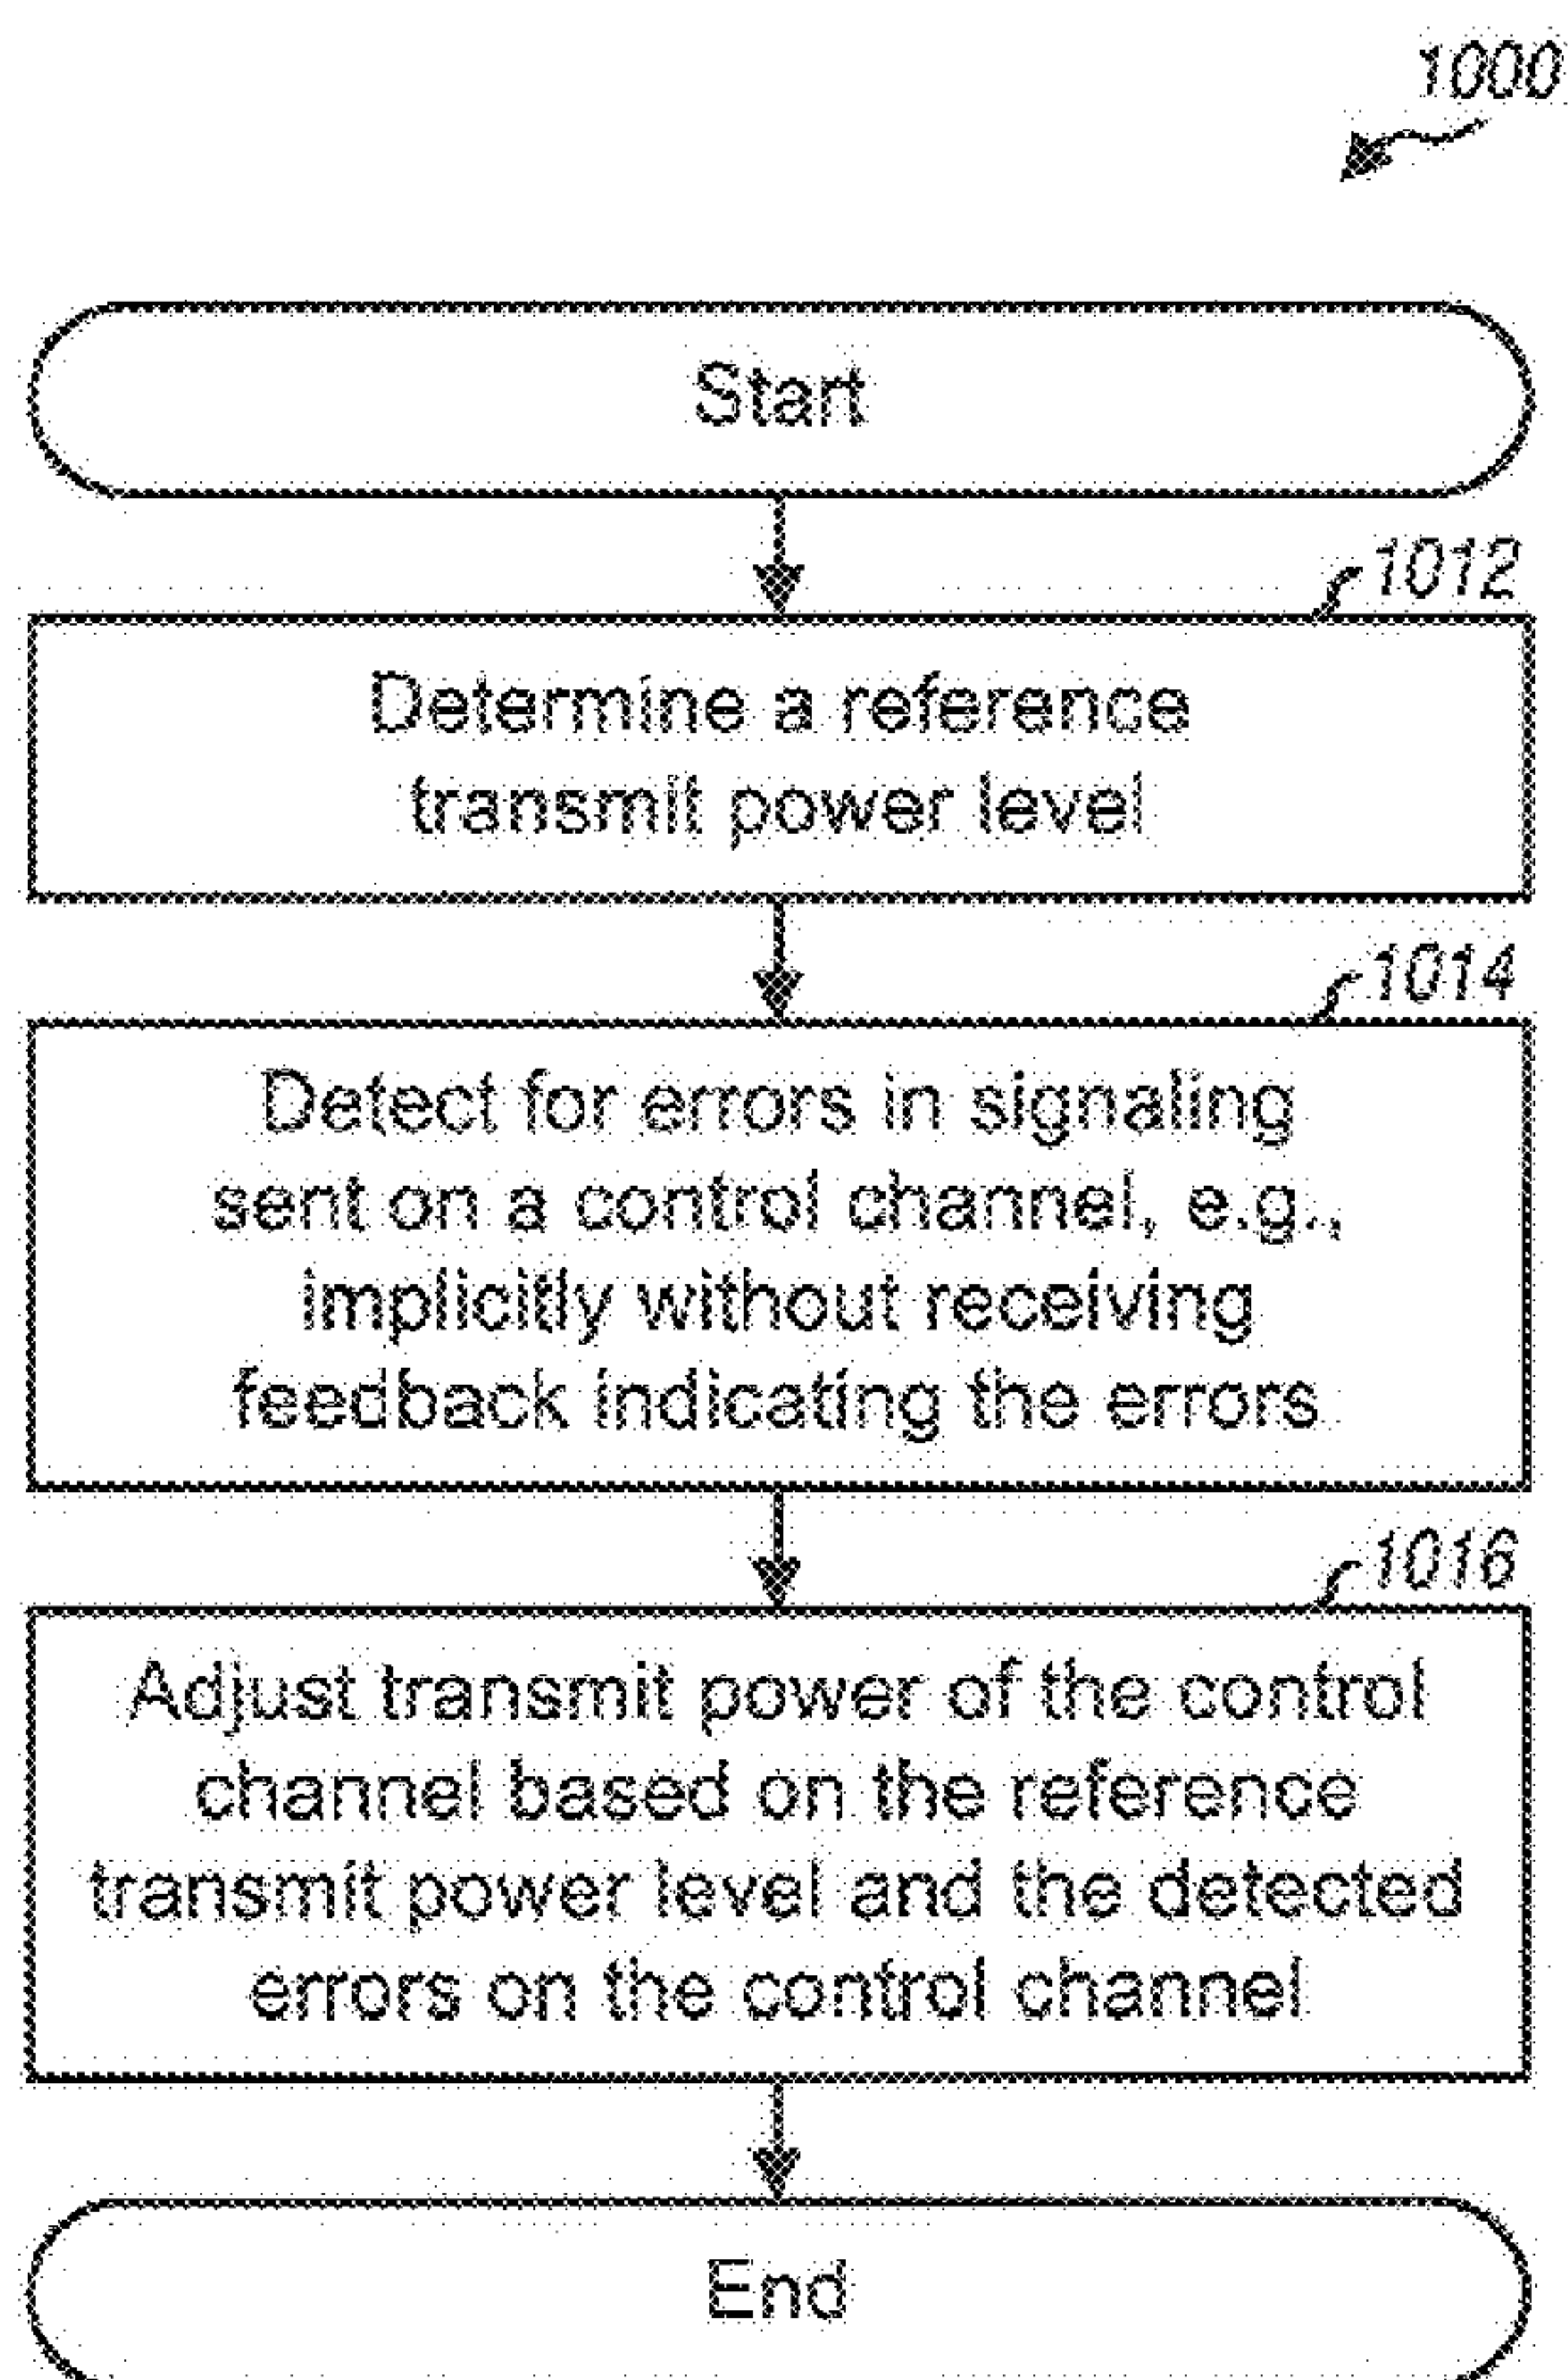 1000
Start
1012
Determine a reference
transmit power level
1014
Detect for errors in signaling
sent on a control channel, e.g.,
implicitly without receiving
feedback indicating the errors
1016
Adjust transmit power of the control
channel based on the reference
transmit power level and the detected
errors on the control channel
End